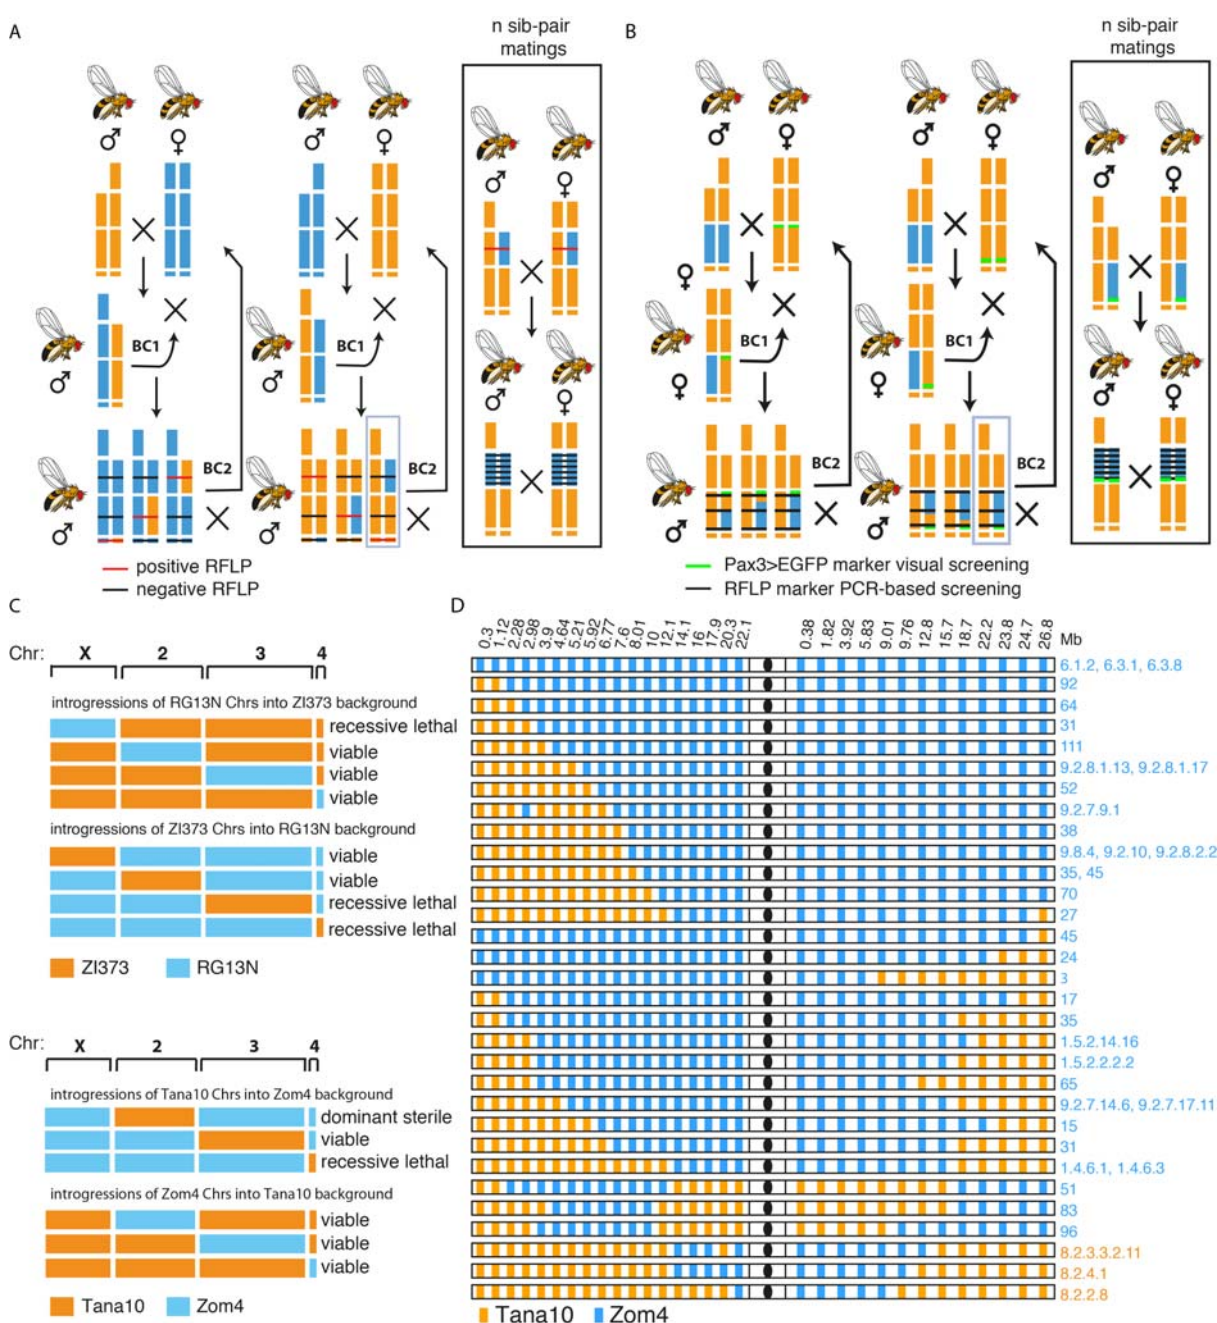 A
n sib-pair
matings
B
n sib-pair
matings
♂ ♀ ♂ ♀
♂ ♀
♂ ♀ ♂ ♀
♂ ♀
♀
♂ BC1
♂ BC1
♀ BC1
♀ BC1
♂ ♀
♂ ♀
♂ BC2
♂ BC2
♂ BC2
♂ BC2
positive RFLP
negative RFLP
Pax3>EGFP marker visual screening
RFLP marker PCR-based screening
C
Chr: X 2 3 4
introgressions of RG13N Chrs into ZI373 background
recessive lethal
viable
viable
viable
introgressions of ZI373 Chrs into RG13N background
viable
viable
recessive lethal
recessive lethal
ZI373 RG13N
Chr: X 2 3 4
introgressions of Tana10 Chrs into Zom4 background
dominant sterile
viable
recessive lethal
introgressions of Zom4 Chrs into Tana10 background
viable
viable
viable
Tana10 Zom4
D
0.3 1.12 2.28 2.98 3.9 4.64 5.21 5.92 6.77 7.6 8.01 10 12.1 14.1 16 17.9 20.3 22.1 0.38 1.82 3.92 5.83 9.01 9.76 12.8 15.7 18.7 22.2 23.8 24.7 26.8 Mb
6.1.2, 6.3.1, 6.3.8
92
64
31
111
9.2.8.1.13, 9.2.8.1.17
52
9.2.7.9.1
38
9.8.4, 9.2.10, 9.2.8.2.2
35, 45
70
27
45
24
3
17
35
1.5.2.14.16
1.5.2.2.2.2
65
9.2.7.14.6, 9.2.7.17.11
15
31
1.4.6.1, 1.4.6.3
51
83
96
8.2.3.3.2.11
8.2.4.1
8.2.2.8
Tana10 Zom4